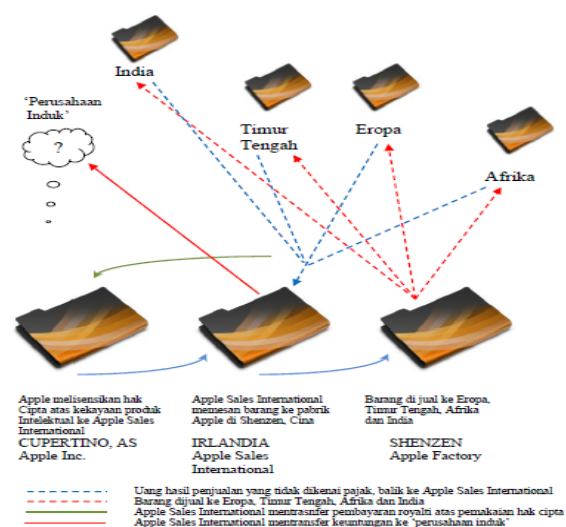 India
'Perusahaan
Induk'
?
Timur
Tengah
Eropa
Afrika
Apple melisensikan hak
Cipta atas kekayaan produk
Intelektual ke Apple Sales
International
CUPERTINO, AS
Apple Inc.
Apple Sales International
memesan barang ke pabrik
Apple di Shenzen, Cina
IRLANDIA
Apple Sales
International
Barang di jual ke Eropa,
Timur Tengah, Afrika
dan India
SHENZEN
Apple Factory
Uang hasil penjualan yang tidak dikenai pajak, balik ke Apple Sales International
Barang dijual ke Eropa, Timur Tengah, Afrika dan India
Apple Sales International mentrasnfer pembayaran royalti atas pemakaian hak cipta
Apple Sales International mentransfer keuntungan ke "perusahaan induk"